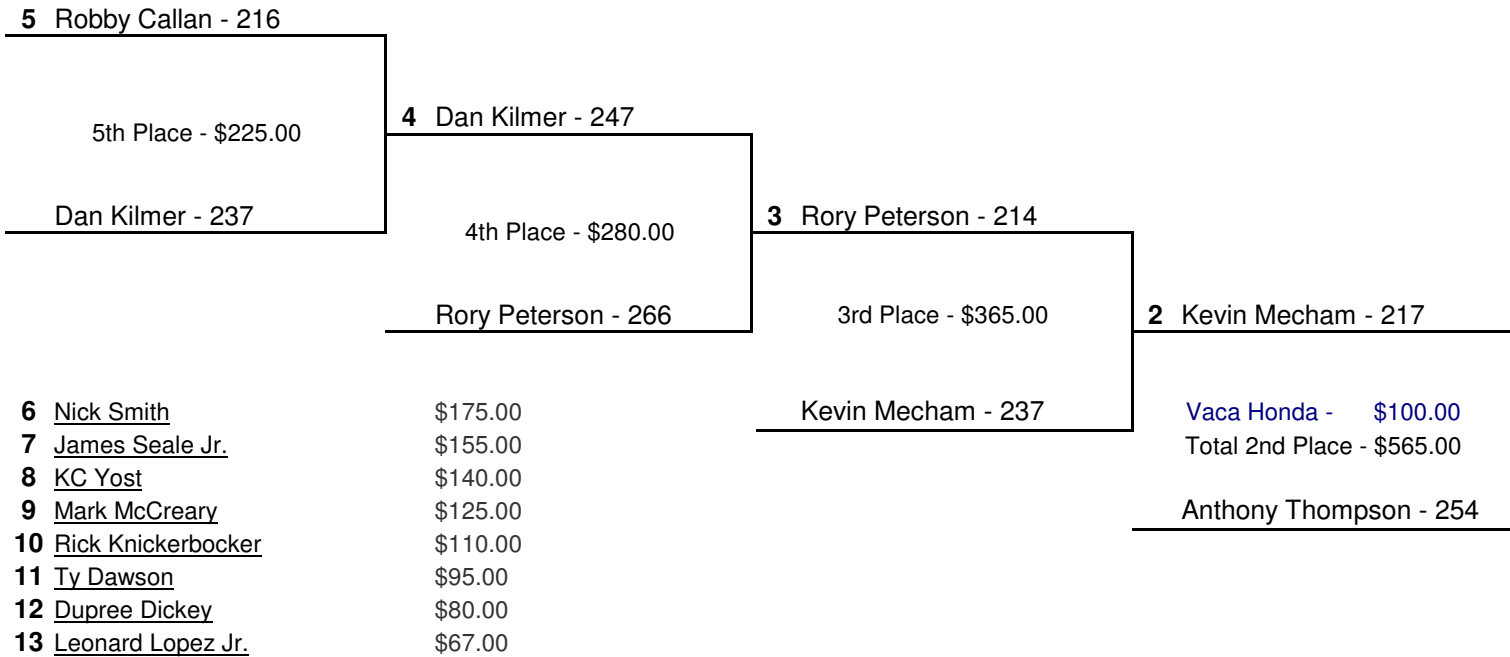 5 Robby Callan - 216
4 Dan Kilmer - 247
5th Place - $225.00
Dan Kilmer - 237
3 Rory Peterson - 214
4th Place - $280.00
Rory Peterson - 266
3rd Place - $365.00
2 Kevin Mecham - 217
6 Nick Smith $175.00
Kevin Mecham - 237
Vaca Honda - $100.00
7 James Seale Jr. $155.00
Total 2nd Place - $565.00
8 KC Yost $140.00
9 Mark McCreary $125.00
Anthony Thompson - 254
10 Rick Knickerbocker $110.00
11 Ty Dawson $95.00
12 Dupree Dickey $80.00
13 Leonard Lopez Jr. $67.00